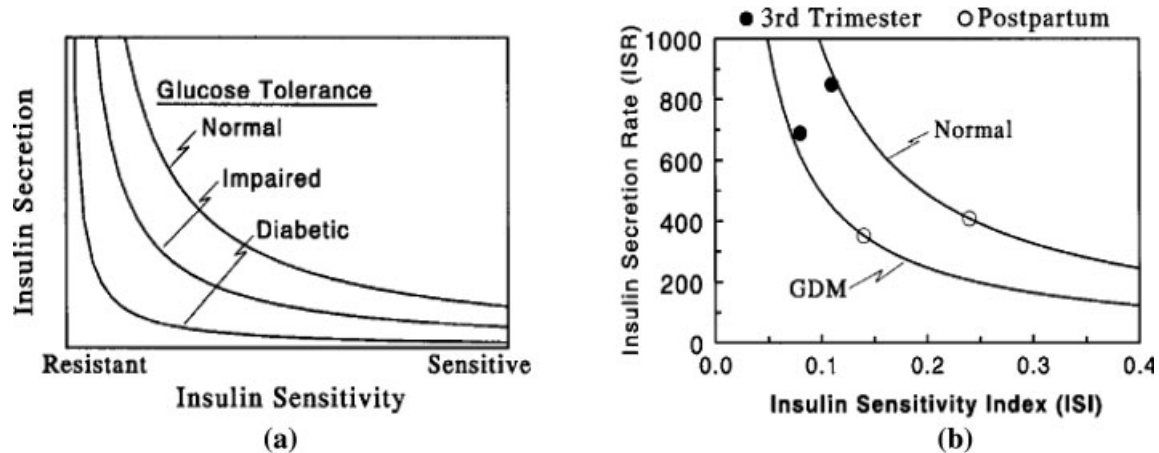 Insulin Secretion
Glucose Tolerance
Normal
Impaired
Diabetic
Resistant
Sensitive
Insulin Sensitivity
(a)
3rd Trimester
Postpartum
Insulin Secretion Rate (ISR)
1000
800
600
400
200
0
Normal
GDM
0.0
0.1
0.2
0.3
0.4
Insulin Sensitivity Index (ISI)
(b)